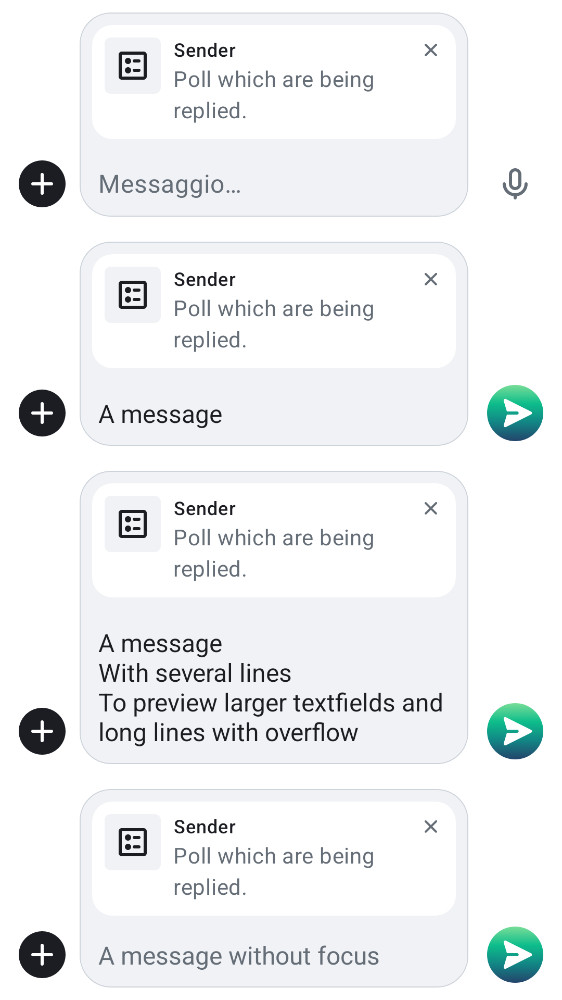 Sender
Poll which are being
replied.
Messaggio…
Sender
Poll which are being
replied.
A message
Sender
Poll which are being
replied.
A message
With several lines
To preview larger textfields and
long lines with overflow
Sender
Poll which are being
replied.
A message without focus